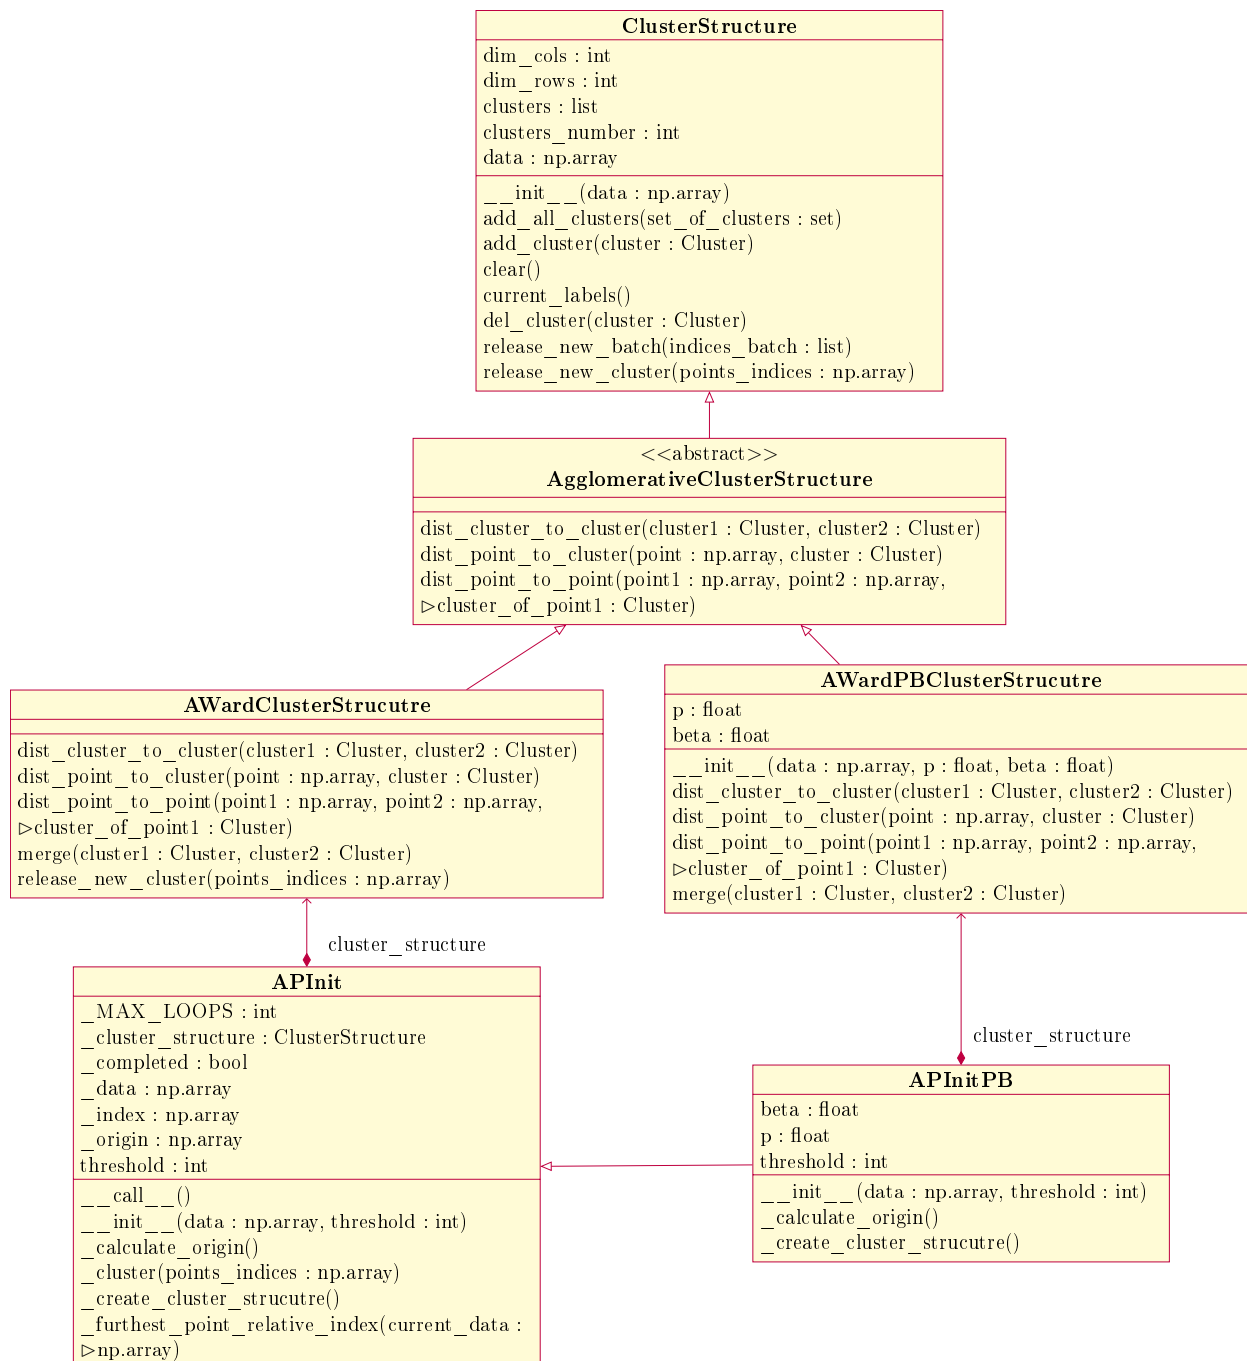 ClusterStructure
dim_cols : int
dim_rows : int
clusters : list
clusters_number : int
data : np.array
__init__(data : np.array)
add_all_clusters(set_of_clusters : set)
add_cluster(cluster : Cluster)
clear()
current_labels()
del_cluster(cluster : Cluster)
release_new_batch(indices_batch : list)
release_new_cluster(points_indices : np.array)
<<abstract>>
AgglomerativeClusterStructure
dist_cluster_to_cluster(cluster1 : Cluster, cluster2 : Cluster)
dist_point_to_cluster(point : np.array, cluster : Cluster)
dist_point_to_point(point1 : np.array, point2 : np.array,
▷cluster_of_point1 : Cluster)
AWardClusterStrucutre
dist_cluster_to_cluster(cluster1 : Cluster, cluster2 : Cluster)
dist_point_to_cluster(point : np.array, cluster : Cluster)
dist_point_to_point(point1 : np.array, point2 : np.array,
▷cluster_of_point1 : Cluster)
merge(cluster1 : Cluster, cluster2 : Cluster)
release_new_cluster(points_indices : np.array)
AWardPBClusterStrucutre
p : float
beta : float
__init__(data : np.array, p : float, beta : float)
dist_cluster_to_cluster(cluster1 : Cluster, cluster2 : Cluster)
dist_point_to_cluster(point : np.array, cluster : Cluster)
dist_point_to_point(point1 : np.array, point2 : np.array,
▷cluster_of_point1 : Cluster)
merge(cluster1 : Cluster, cluster2 : Cluster)
cluster_structure
APInit
_MAX_LOOPS : int
_cluster_structure : ClusterStructure
_completed : bool
_data : np.array
_index : np.array
_origin : np.array
threshold : int
__call__()
__init__(data : np.array, threshold : int)
_calculate_origin()
_cluster(points_indices : np.array)
_create_cluster_strucutre()
_furthest_point_relative_index(current_data :
▷np.array)
cluster_structure
APInitPB
beta : float
p : float
threshold : int
__init__(data : np.array, threshold : int)
_calculate_origin()
_create_cluster_strucutre()